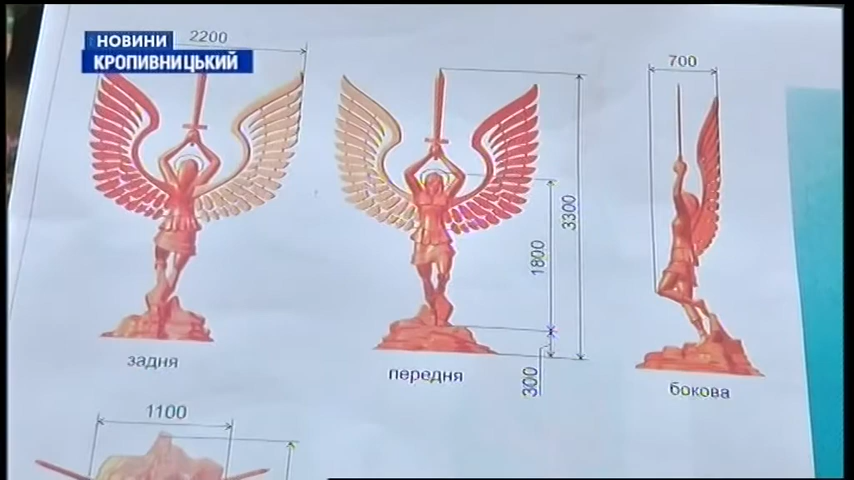 НОВИНИ
КРОПИВНИЦЬКИЙ
2200
700
3300
1800
300
задня
передня
бокова
1100